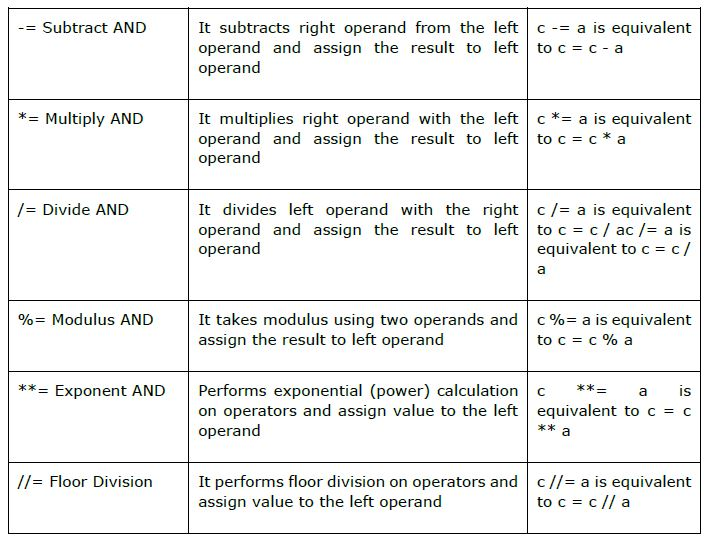 -= Subtract AND
It subtracts right operand from the left
operand and assign the result to left
operand
c -= a is equivalent
to c = c - a
*= Multiply AND
It multiplies right operand with the left
operand and assign the result to left
operand
c *= a is equivalent
to c = c * a
/= Divide AND
It divides left operand with the right
operand and assign the result to left
operand
c /= a is equivalent
to c = c / ac /= a is
equivalent to c = c /
a
%= Modulus AND
It takes modulus using two operands and
assign the result to left operand
c %= a is equivalent
to c = c % a
**= Exponent AND
Performs exponential (power) calculation
on operators and assign value to the left
operand
c **= a is
equivalent to c = c
** a
//= Floor Division
It performs floor division on operators and
assign value to the left operand
c //= a is equivalent
to c = c // a